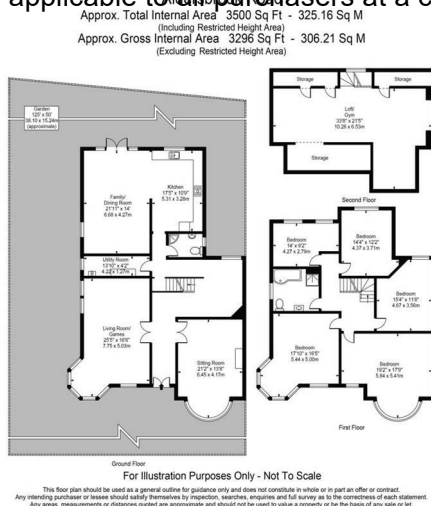 applicable to all purchasers at a c
Approx. Total Internal Area 3500 Sq Ft - 325.16 Sq M
(Including Restricted Height Area)
Approx. Gross Internal Area 3296 Sq Ft - 306.21 Sq M
(Excluding Restricted Height Area)
Storage
Storage
Loft/
Gym
33'8" x 21'5"
10.26 x 6.53m
Storage
Second Floor
Garden
125' x 50'
38.10 x 15.24m
(approximate)
Family/
Dining Room
21'11" x 14'
6.68 x 4.27m
Kitchen
17'5" x 10'9"
5.31 x 3.28m
Utility Room
13'10" x 4'2"
4.22 x 1.27m
Living Room/
Games
25'5" x 16'6"
7.75 x 5.03m
Sitting Room
21'2" x 13'8"
6.45 x 4.17m
Ground Floor
Bedroom
14' x 9'2"
4.27 x 2.79m
Bedroom
14'4" x 12'2"
4.37 x 3.71m
Bedroom
15'4" x 11'8"
4.67 x 3.56m
Bedroom
17'10" x 16'5"
5.44 x 5.00m
Bedroom
19'2" x 17'9"
5.84 x 5.41m
First Floor
For Illustration Purposes Only - Not To Scale
This floor plan should be used as a general outline for guidance only and does not constitute in whole or in part an offer or contract.
Any intending purchaser or lessee should satisfy themselves by inspection, searches, enquiries and full survey as to the correctness of each statement.
Any areas, measurements or distances quoted are approximate and should not be used to value a property or be the basis of any sale or let.